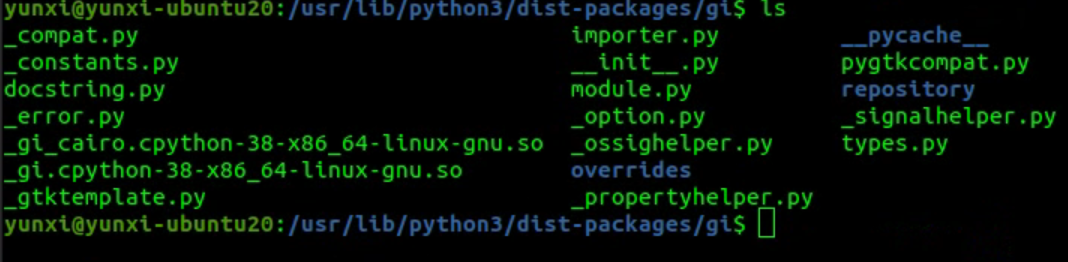 yunxi@yunxi-ubuntu20:/usr/lib/python3/dist-packages/gi$ ls
_compat.py importer.py __pycache__
_constants.py __init__.py pygtkcompat.py
docstring.py module.py repository
_error.py _option.py _signalhelper.py
_gi_cairo.cpython-38-x86_64-linux-gnu.so _ossighelper.py types.py
_gi.cpython-38-x86_64-linux-gnu.so overrides
_gtktemplate.py _propertyhelper.py
yunxi@yunxi-ubuntu20:/usr/lib/python3/dist-packages/gi$